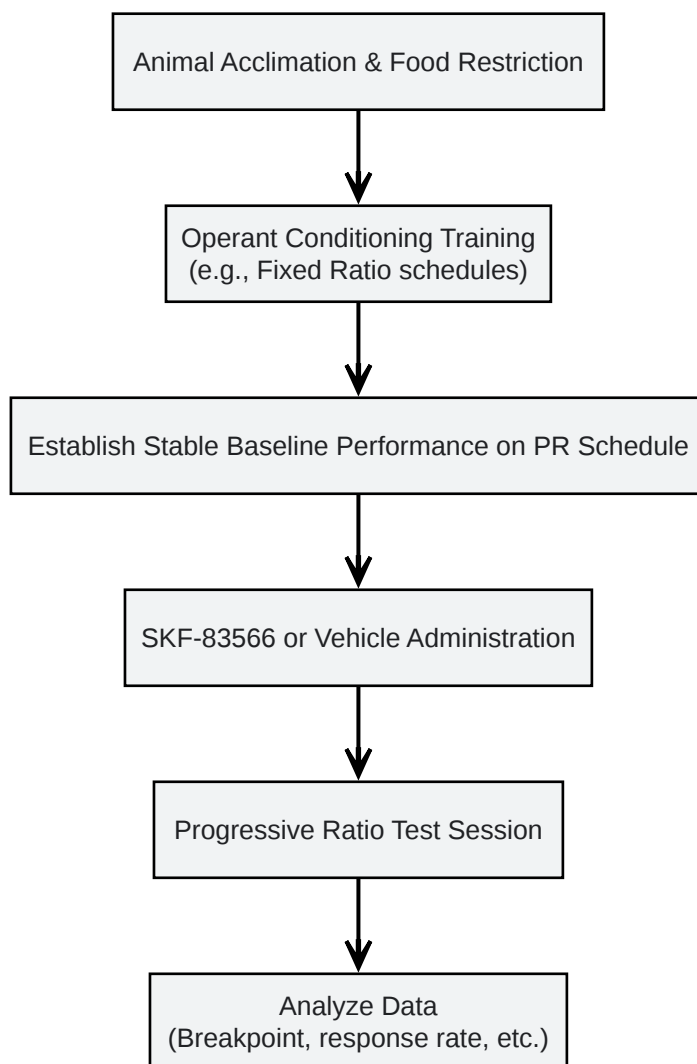 Animal Acclimation & Food Restriction
Operant Conditioning Training
(e.g., Fixed Ratio schedules)
Establish Stable Baseline Performance on PR Schedule
SKF-83566 or Vehicle Administration
Progressive Ratio Test Session
Analyze Data
(Breakpoint, response rate, etc.)